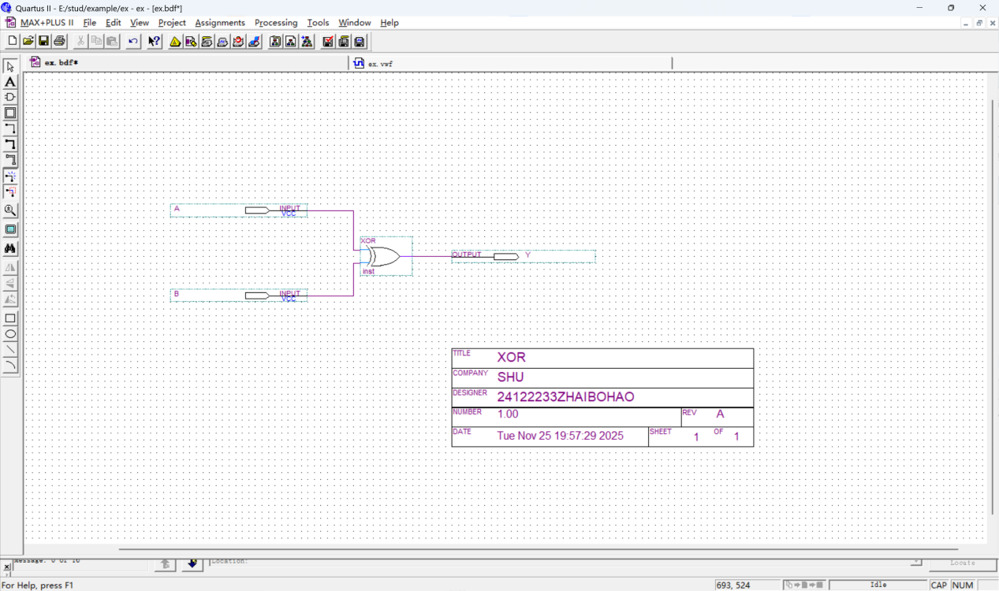 Quartus II - E:/stud/example/ex - ex - [ex.bdf*]
MAX+PLUS II File Edit View Project Assignments Processing Tools Window Help
ex.bdf* ex.vwf
A INPUT
VCC
XOR
OUTPUT Y
inst
B INPUT
VCC
TITLE XOR
COMPANY SHU
DESIGNER 24122233ZHAIBOHAO
NUMBER 1.00 REV A
DATE Tue Nov 25 19:57:29 2025 SHEET 1 OF 1
Message: 0 of 16 Location: Locate
For Help, press F1 693, 524 Idle CAP NUM